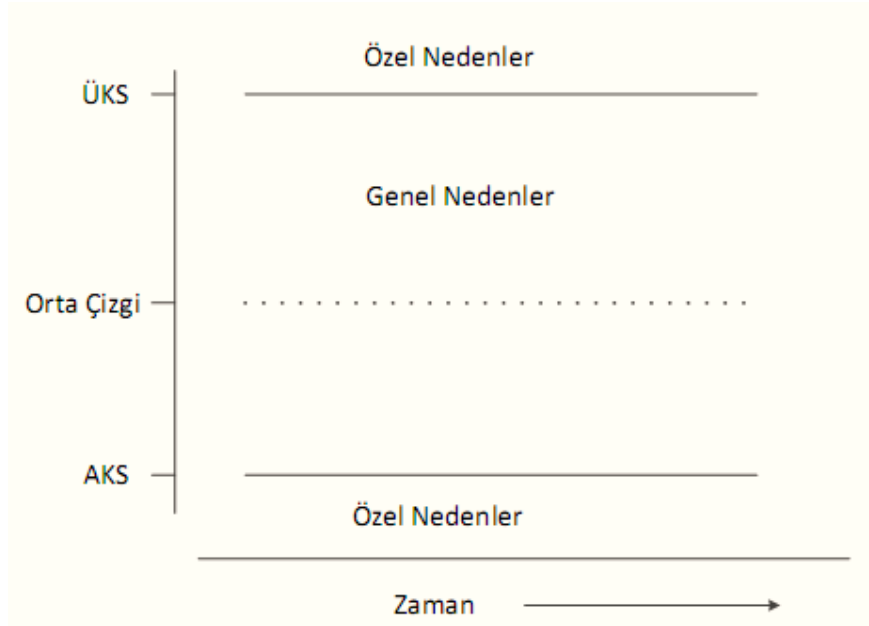 Özel Nedenler
ÜKS
Genel Nedenler
Orta Çizgi
AKS
Özel Nedenler
Zaman